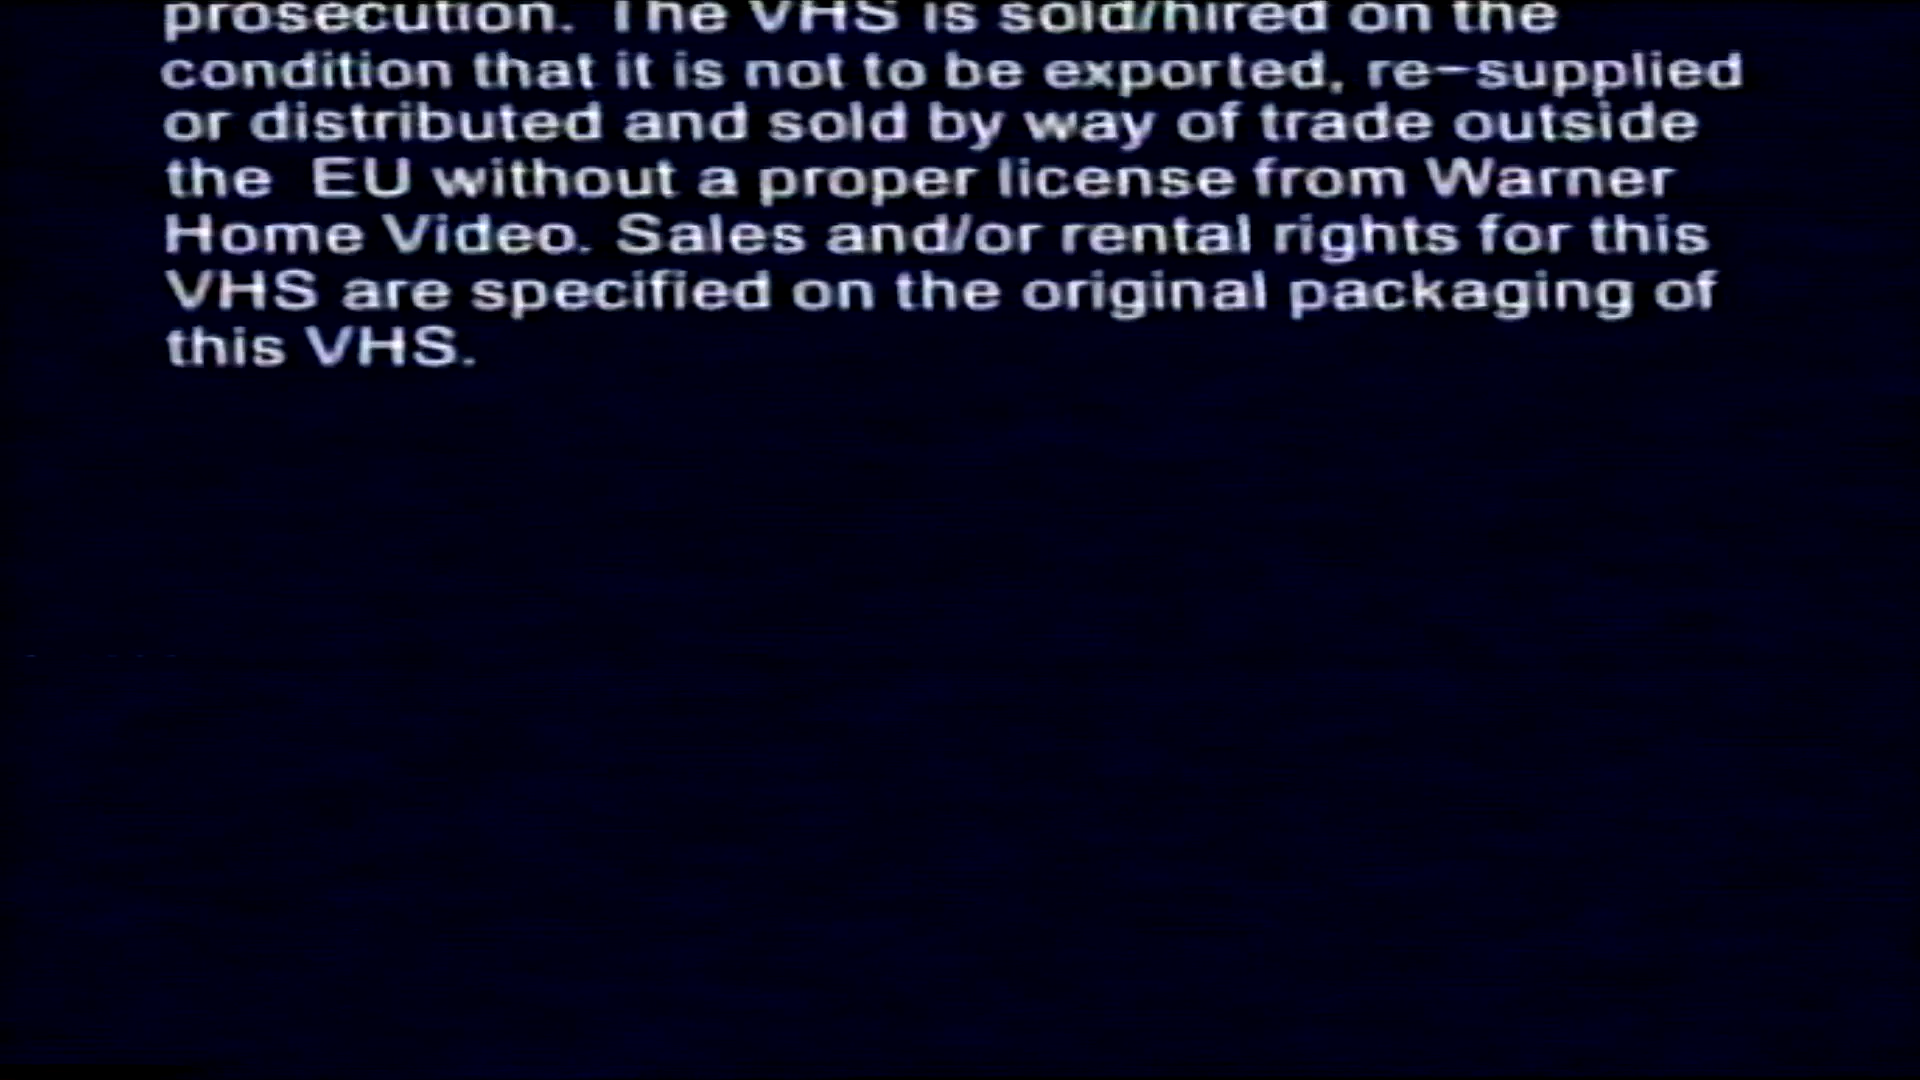 prosecution. The VHS is sold/hired on the
condition that it is not to be exported, re-supplied
or distributed and sold by way of trade outside
the EU without a proper license from Warner
Home Video. Sales and/or rental rights for this
VHS are specified on the original packaging of
this VHS.